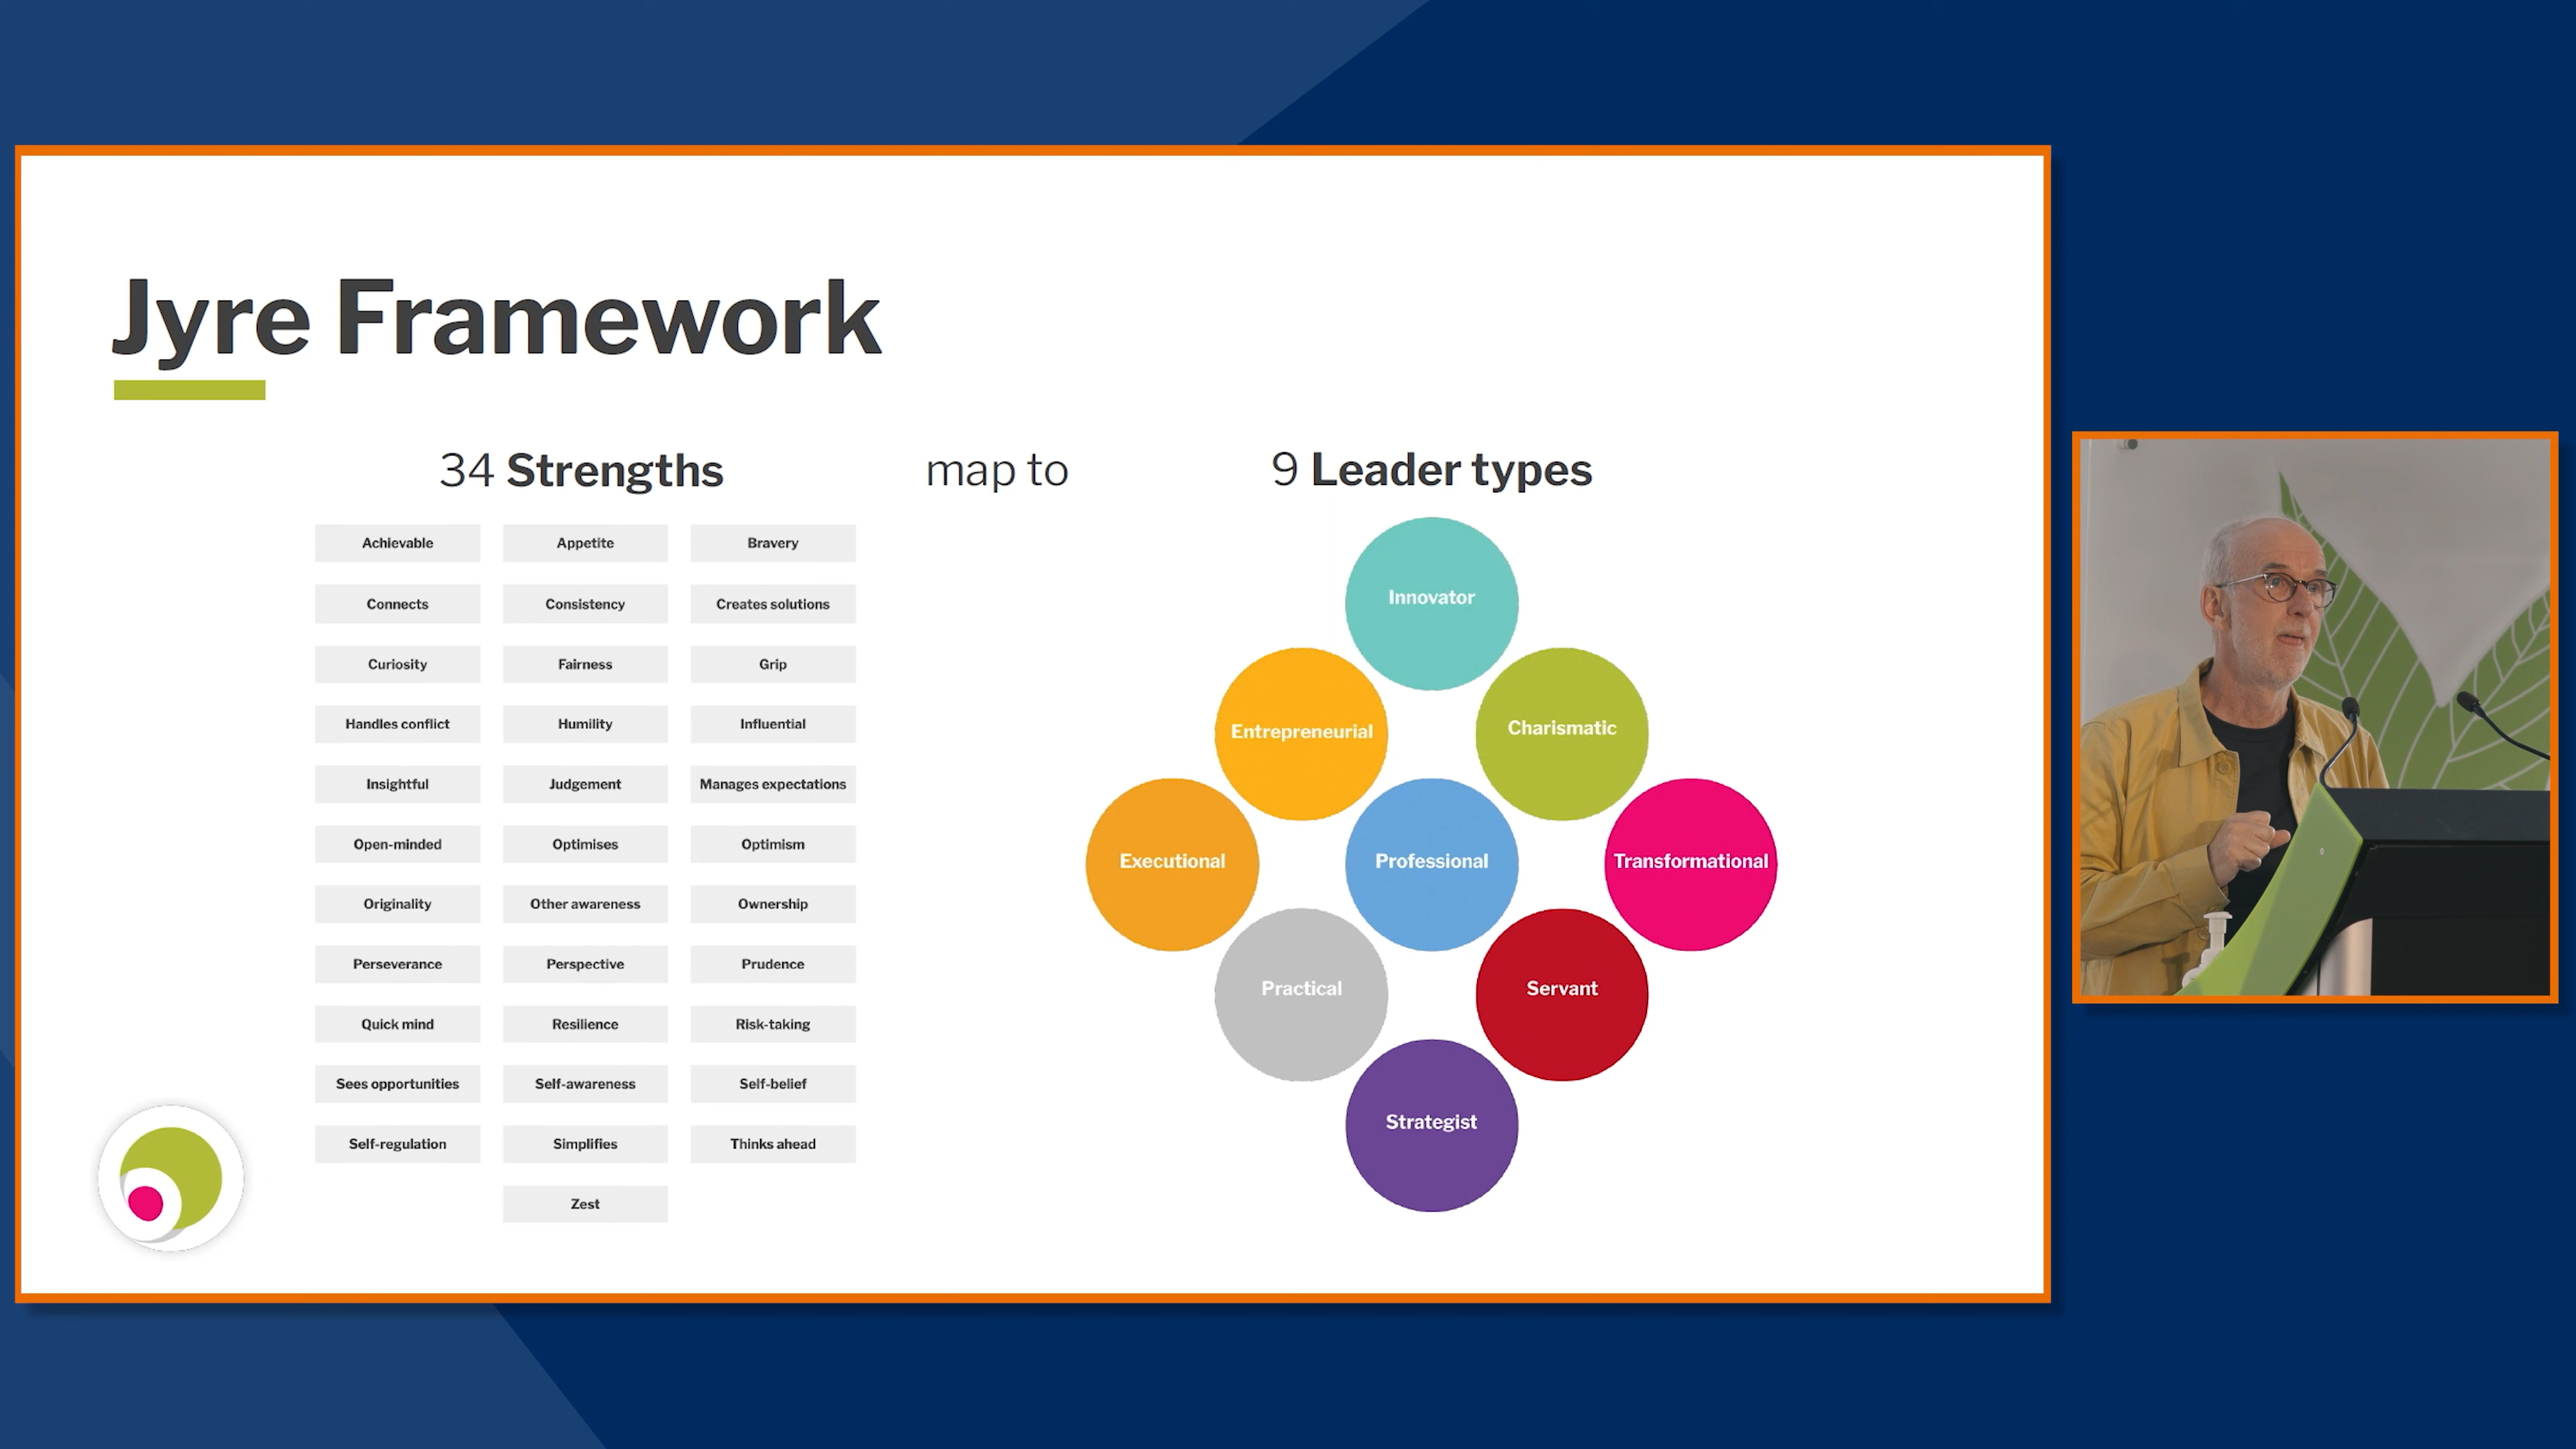 Jyre Framework
34 Strengths map to 9 Leader types
Achievable Appetite Bravery
Connects Consistency Creates solutions
Curiosity Fairness Grip
Handles conflict Humility Influential
Insightful Judgement Manages expectations
Open-minded Optimises Optimism
Originality Other awareness Ownership
Perseverance Perspective Prudence
Quick mind Resilience Risk-taking
Sees opportunities Self-awareness Self-belief
Self-regulation Simplifies Thinks ahead
Zest
Innovator
Entrepreneurial Charismatic
Executional Professional Transformational
Practical Servant
Strategist